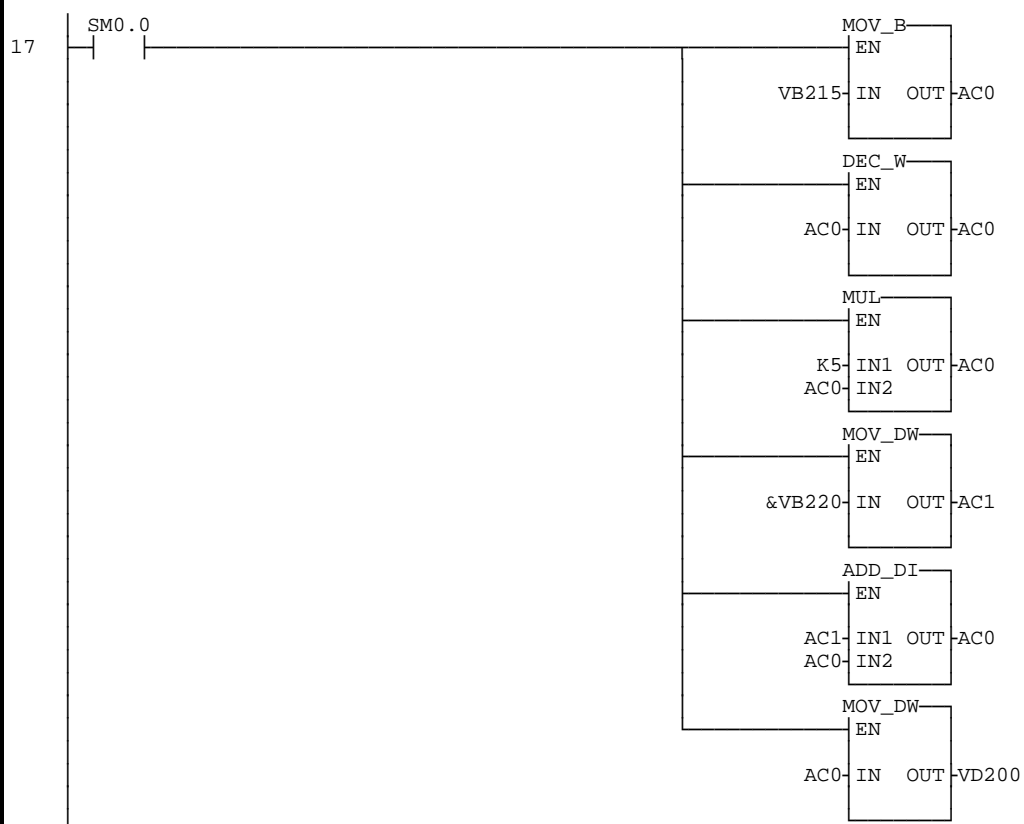 SM0.0
MOV_B
17
EN
VB215 IN OUT AC0
DEC_W
EN
AC0 IN OUT AC0
MUL
EN
K5 IN1 OUT AC0
AC0 IN2
MOV_DW
EN
&VB220 IN OUT AC1
ADD_DI
EN
AC1 IN1 OUT AC0
AC0 IN2
MOV_DW
EN
AC0 IN OUT VD200